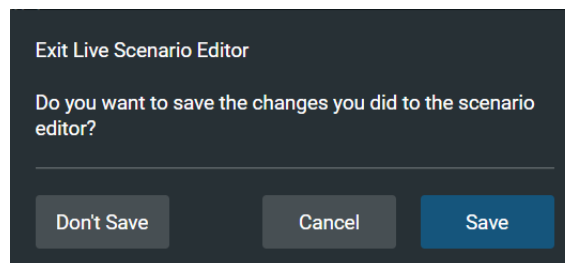 Exit Live Scenario Editor
Do you want to save the changes you did to the scenario
editor?
Don't Save
Cancel
Save